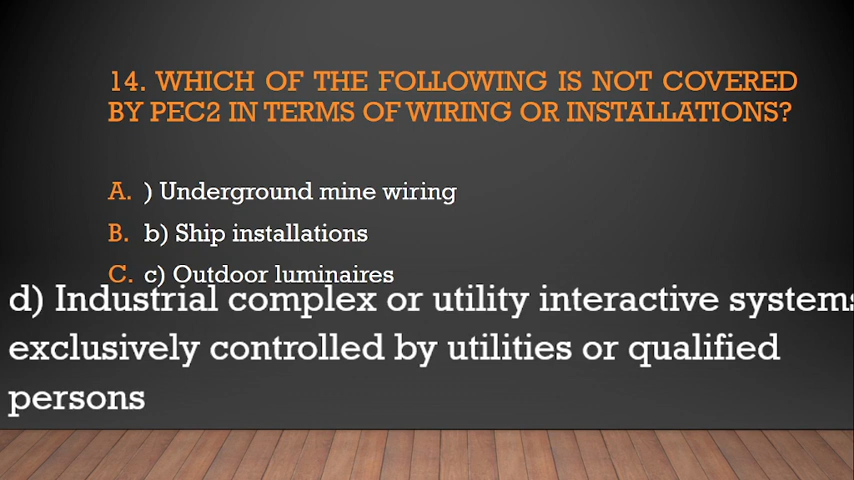 14. WHICH OF THE FOLLOWING IS NOT COVERED
BY PEC2 IN TERMS OF WIRING OR INSTALLATIONS?
A. ) Underground mine wiring
B. b) Ship installations
C. c) Outdoor luminaires
d) Industrial complex or utility interactive systems
exclusively controlled by utilities or qualified
persons